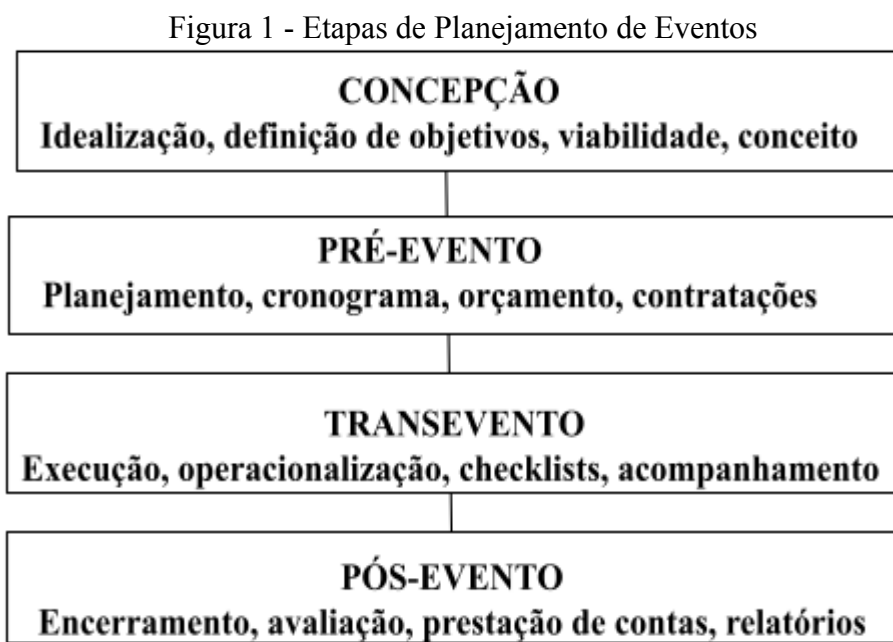 Figura 1 - Etapas de Planejamento de Eventos
CONCEPÇÃO
Idealização, definição de objetivos, viabilidade, conceito
PRÉ-EVENTO
Planejamento, cronograma, orçamento, contratações
TRANSEVENTO
Execução, operacionalização, checklists, acompanhamento
PÓS-EVENTO
Encerramento, avaliação, prestação de contas, relatórios